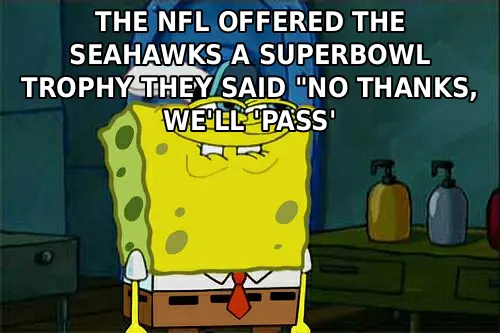 THE NFL OFFERED THE
SEAHAWKS A SUPERBOWL
TROPHY THEY SAID "NO THANKS,
WE'LL 'PASS'